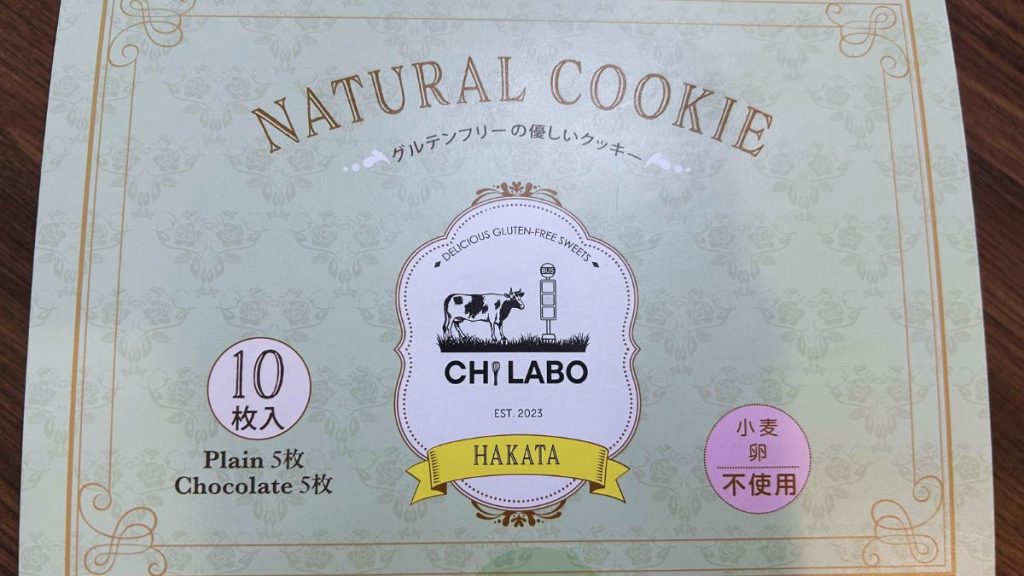 NATURAL COOKIE
グルテンフリーの優しいクッキー
DELICIOUS GLUTEN-FREE SWEETS
BUS
CHI LABO
EST. 2023
HAKATA
10
枚入
Plain 5枚
Chocolate 5枚
小麦
卵
不使用